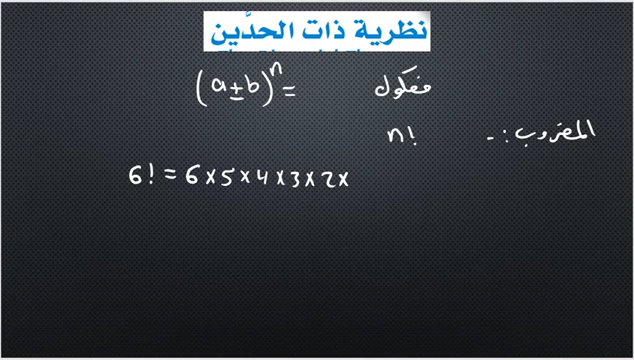 نظرية ذات الحدَّين
(a±b)ⁿ = مفكوك
المضروب :- n!
6! = 6 × 5 × 4 × 3 × 2 ×